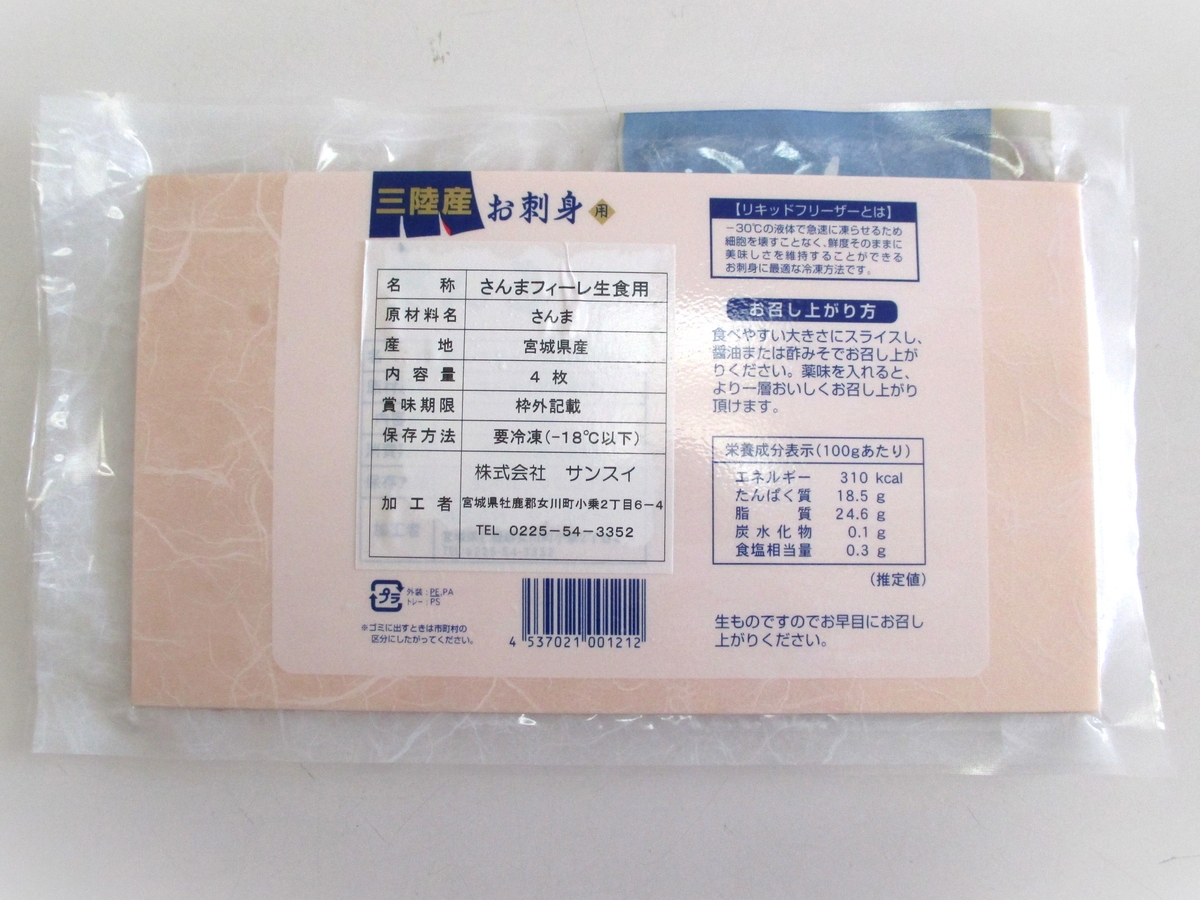 三陸産 お刺身用
名 称 さんまフィーレ生食用
原材料名 さんま
産 地 宮城県産
内容量 4 枚
賞味期限 枠外記載
保存方法 要冷凍(-18℃以下)
加工者 株式会社 サンスイ
宮城県牡鹿郡女川町小乗2丁目6-4
TEL 0225-54-3352
プラ
外装:PE,PA
トレー:PS
※ゴミに出すときは市町村の
区分にしたがってください。
4 537021 001212
【リキッドフリーザーとは】
-30℃の液体で急速に凍らせるため
細胞を壊すことなく、鮮度そのままに
美味しさを維持することができる
お刺身に最適な冷凍方法です。
お召し上がり方
食べやすい大きさにスライスし、
醤油または酢みそでお召し上が
りください。薬味を入れると、
より一層おいしくお召し上がり
頂けます。
栄養成分表示(100gあたり)
エネルギー 310 kcal
たんぱく質 18.5 g
脂 質 24.6 g
炭水化物 0.1 g
食塩相当量 0.3 g
(推定値)
生ものですのでお早目にお召し
上がりください。